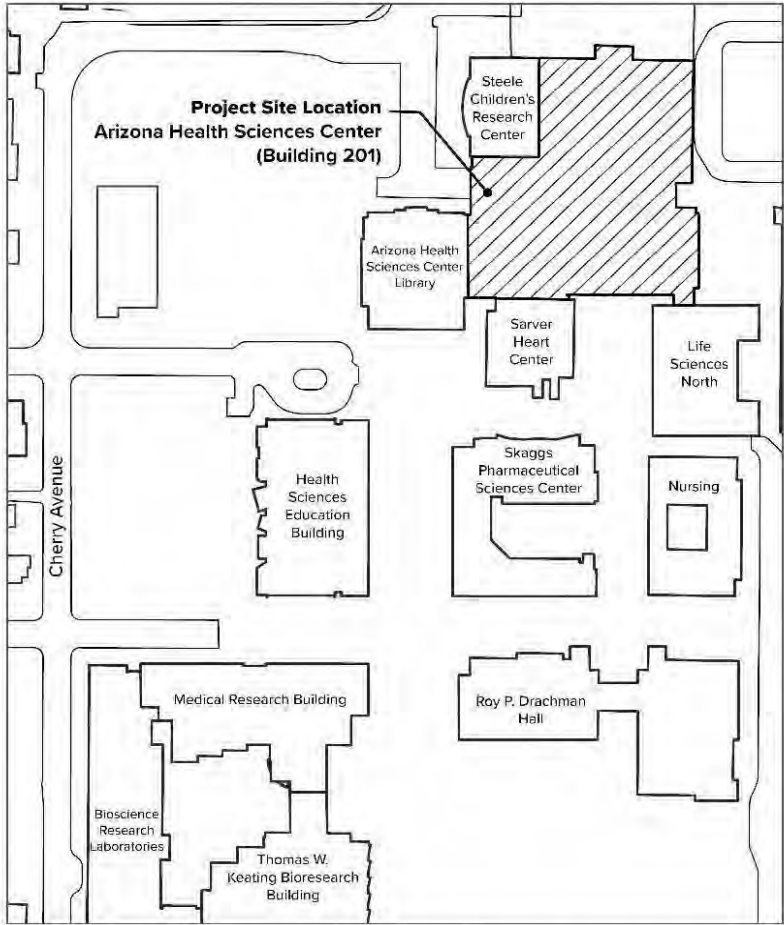 Steele
Children's
Research
Center
Project Site Location
Arizona Health Sciences Center
(Building 201)
Arizona Health
Sciences Center
Library
Sarver
Heart
Center
Life
Sciences
North
Cherry Avenue
Health
Sciences
Education
Building
Skaggs
Pharmaceutical
Sciences Center
Nursing
Medical Research Building
Roy P. Drachman
Hall
Bioscience
Research
Laboratories
Thomas W.
Keating Bioresearch
Building